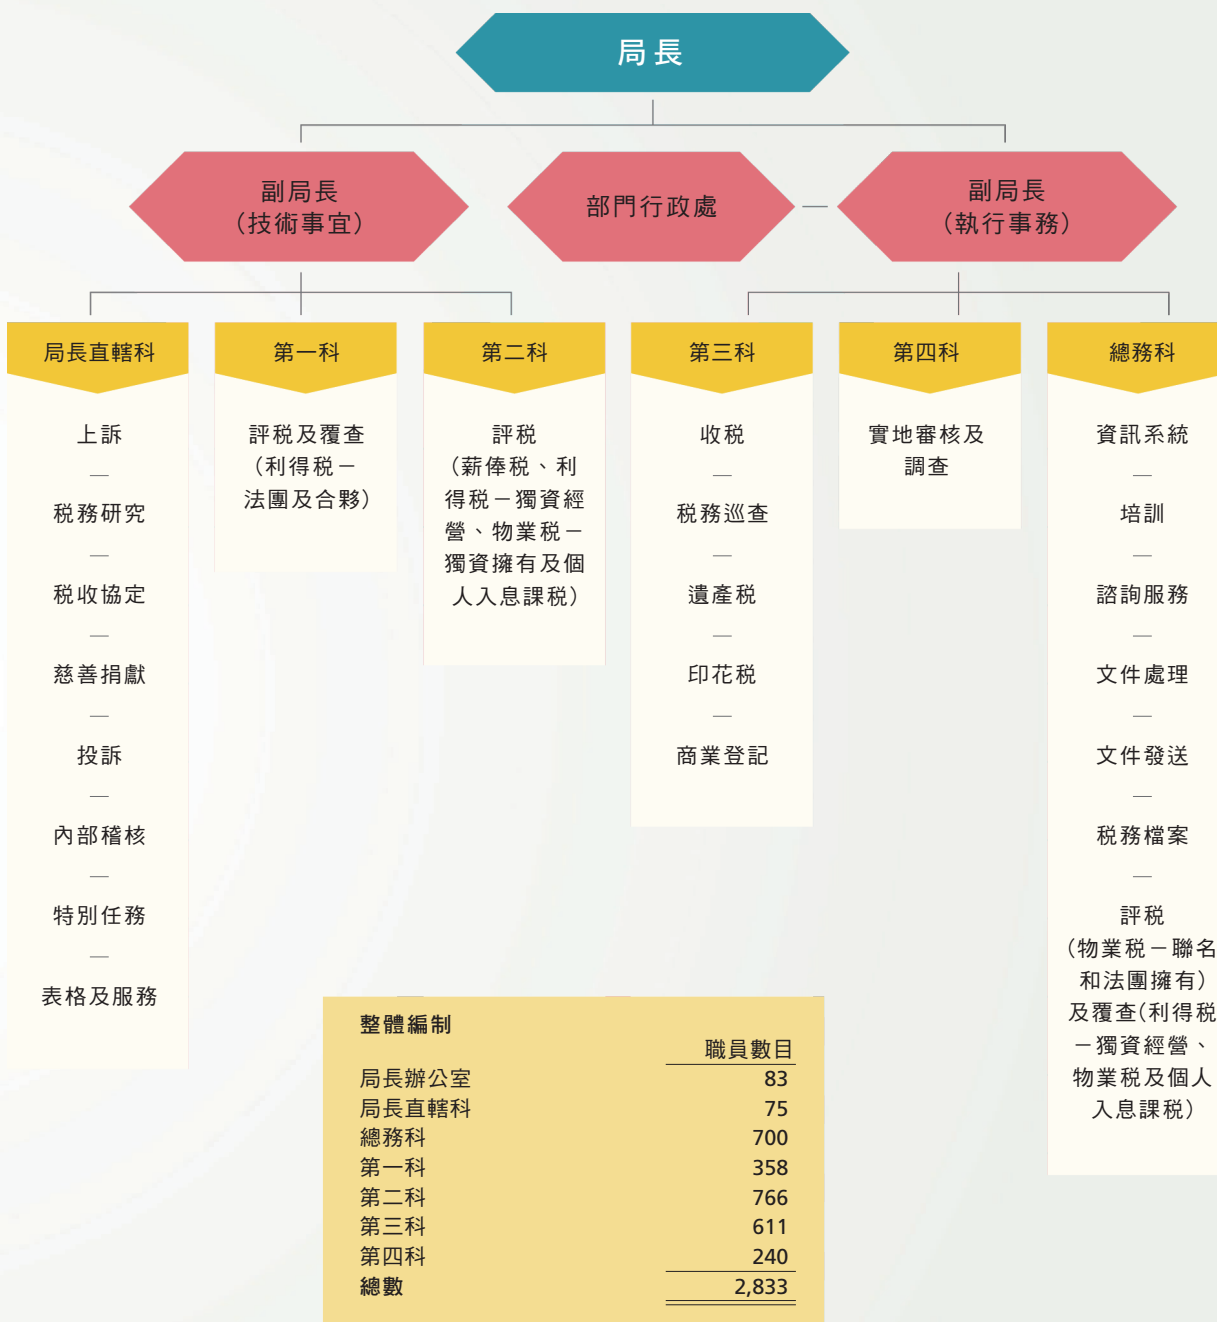 局長
副局長
（技術事宜）
部門行政處
副局長
（執行事務）
局長直轄科
上訴
稅務研究
稅收協定
慈善捐獻
投訴
內部稽核
特別任務
表格及服務
第一科
評稅及覆查
（利得稅－
法團及合夥）
第二科
評稅
（薪俸稅、利
得稅－獨資經
營、物業稅－
獨資擁有及個
人入息課稅）
第三科
收稅
稅務巡查
遺產稅
印花稅
商業登記
第四科
實地審核及
調查
總務科
資訊系統
培訓
諮詢服務
文件處理
文件發送
稅務檔案
評稅
（物業稅－聯名
和法團擁有）
及覆查(利得稅
－獨資經營、
物業稅及個人
入息課稅）
整體編制
職員數目
局長辦公室 83
局長直轄科 75
總務科 700
第一科 358
第二科 766
第三科 611
第四科 240
總數 2,833